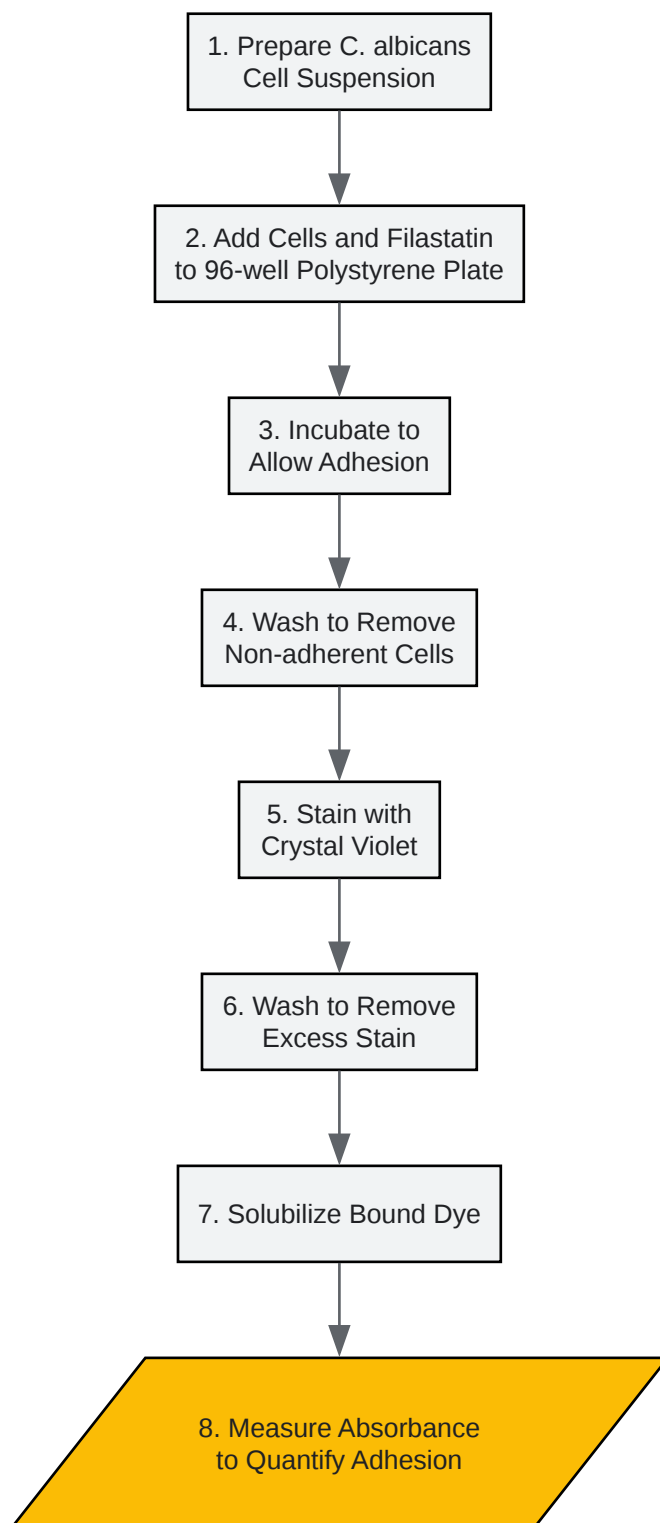 1. Prepare C. albicans
Cell Suspension
2. Add Cells and Filastatin
to 96-well Polystyrene Plate
3. Incubate to
Allow Adhesion
4. Wash to Remove
Non-adherent Cells
5. Stain with
Crystal Violet
6. Wash to Remove
Excess Stain
7. Solubilize Bound Dye
8. Measure Absorbance
to Quantify Adhesion